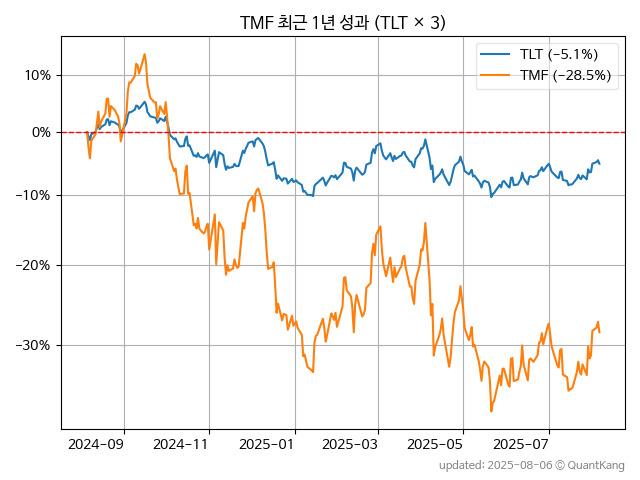 TMF 최근 1년 성과 (TLT × 3)
TLT (−5.1%)
TMF (−28.5%)
10%
0%
−10%
−20%
−30%
2024-09
2024-11
2025-01
2025-03
2025-05
2025-07
updated: 2025-08-06 © QuantKang